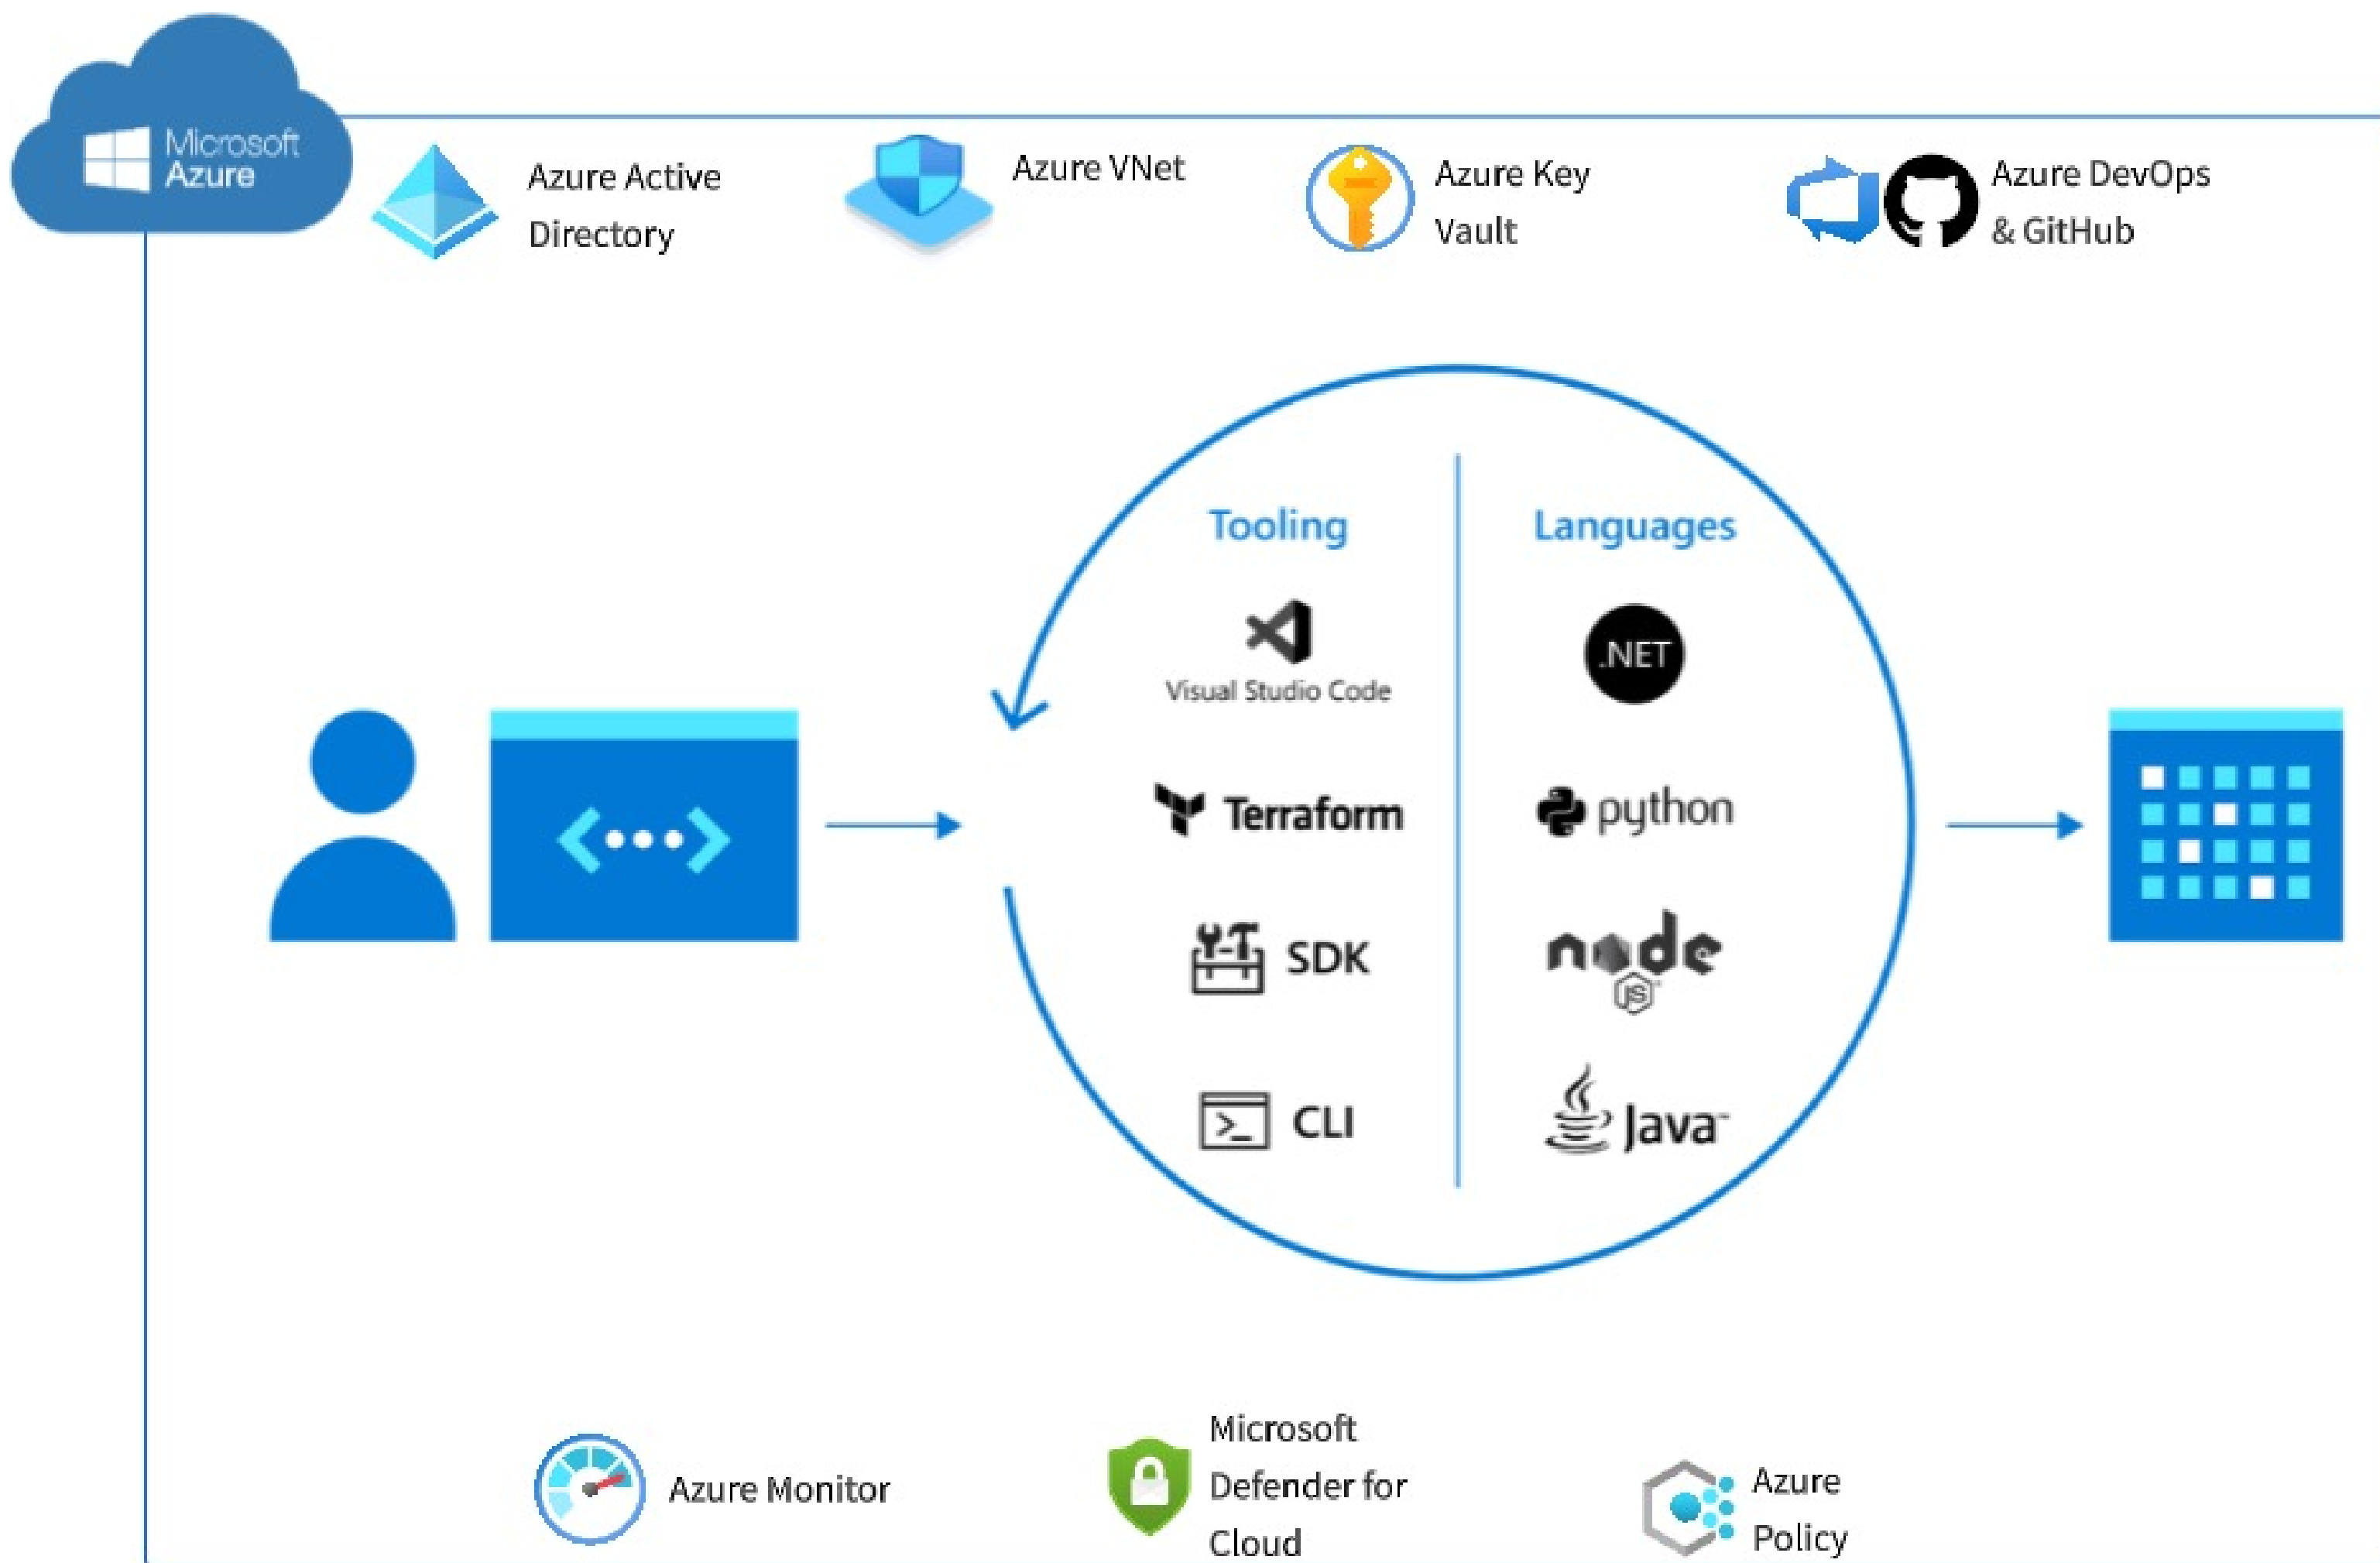 Microsoft
Azure
Azure Active
Directory
Azure VNet
Azure Key
Vault
Azure DevOps
& GitHub
Tooling
Languages
Visual Studio Code
.NET
Terraform
python
SDK
node
JS
CLI
Java™
Azure Monitor
Microsoft
Defender for
Cloud
Azure
Policy